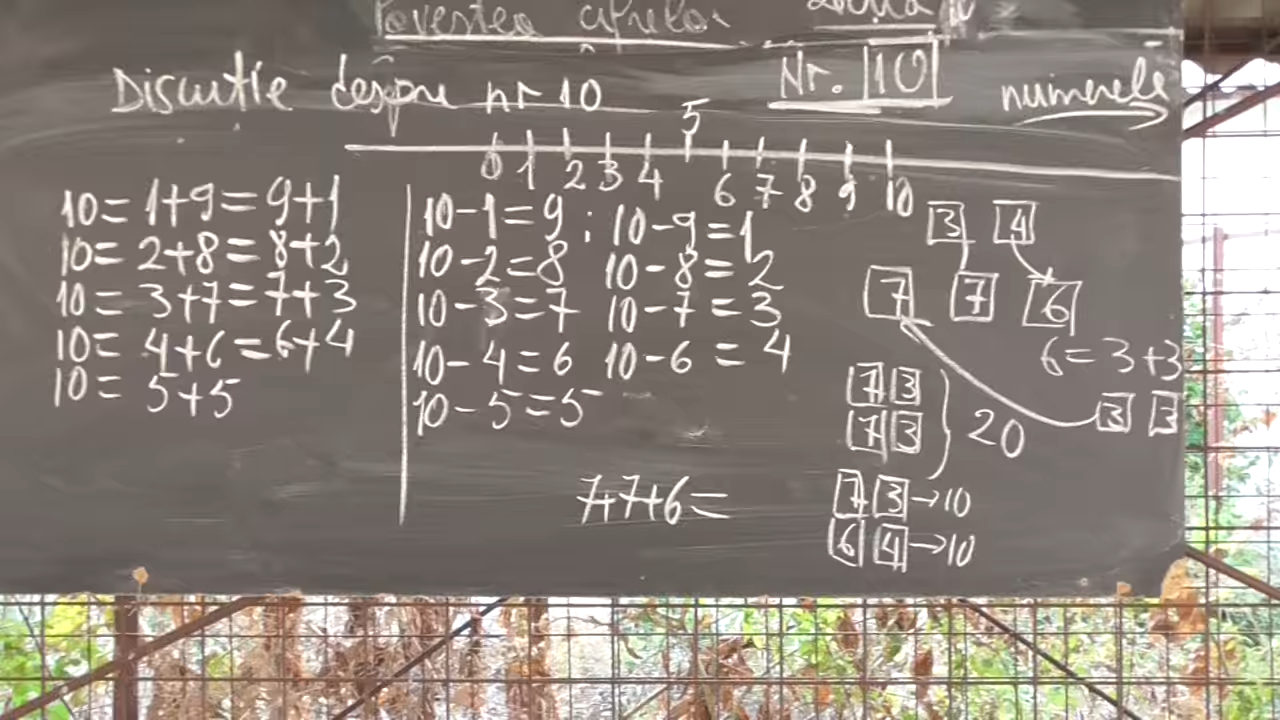 Povestea cifrelor
Discuție despre nr 10
Nr. 10
numerele
0 1 2 3 4 5 6 7 8 9 10
10 = 1+9 = 9+1
10 = 2+8 = 8+2
10 = 3+7 = 7+3
10 = 4+6 = 6+4
10 = 5+5
10-1=9 ; 10-9=1
10-2=8 10-8=2
10-3=7 10-7=3
10-4=6 10-6=4
10-5=5
7+7+6=
3 4
7 7 6
6=3+3
3 3
7 3
7 3
20
7 3 → 10
6 4 → 10